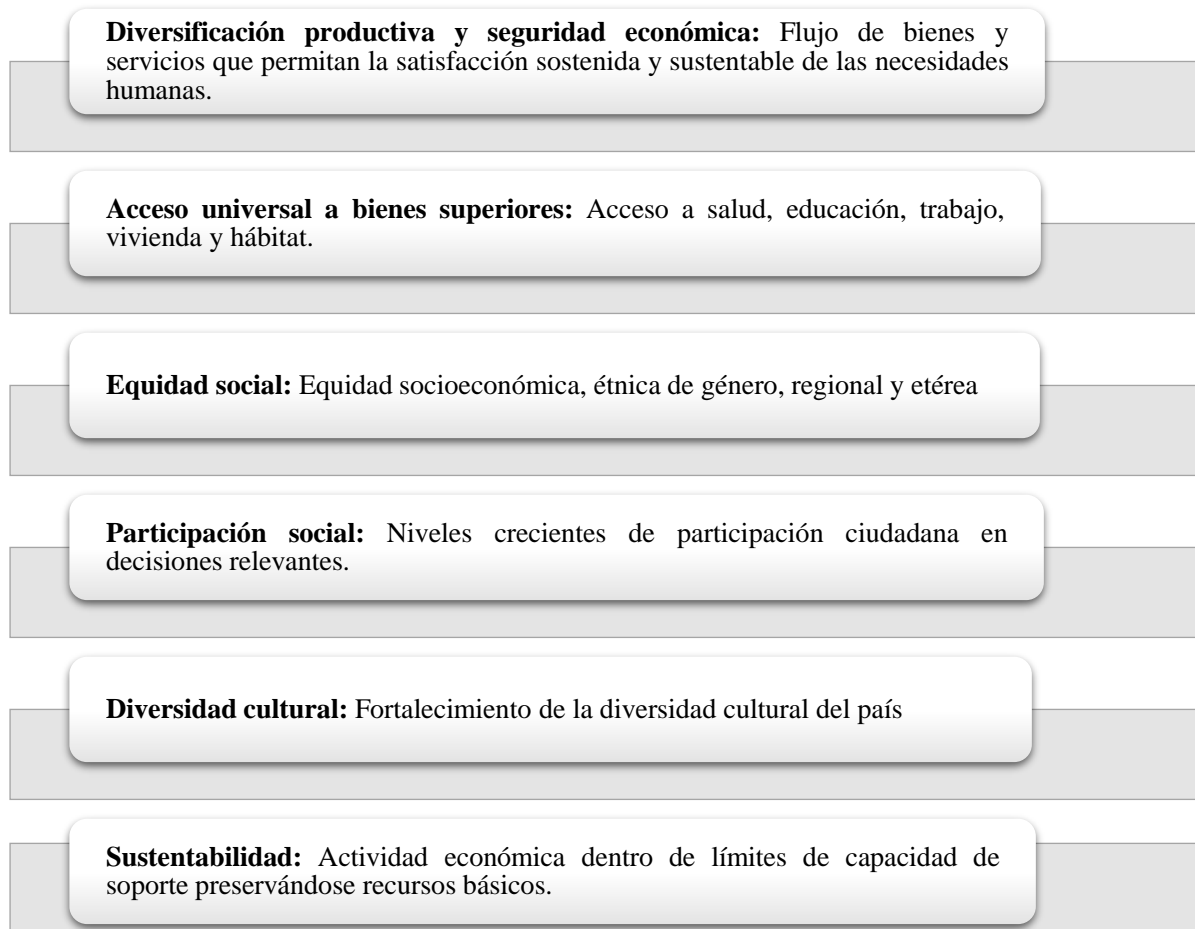 Diversificación productiva y seguridad económica: Flujo de bienes y
servicios que permitan la satisfacción sostenida y sustentable de las necesidades
humanas.
Acceso universal a bienes superiores: Acceso a salud, educación, trabajo,
vivienda y hábitat.
Equidad social: Equidad socioeconómica, étnica de género, regional y etérea
Participación social: Niveles crecientes de participación ciudadana en
decisiones relevantes.
Diversidad cultural: Fortalecimiento de la diversidad cultural del país
Sustentabilidad: Actividad económica dentro de límites de capacidad de
soporte preservándose recursos básicos.